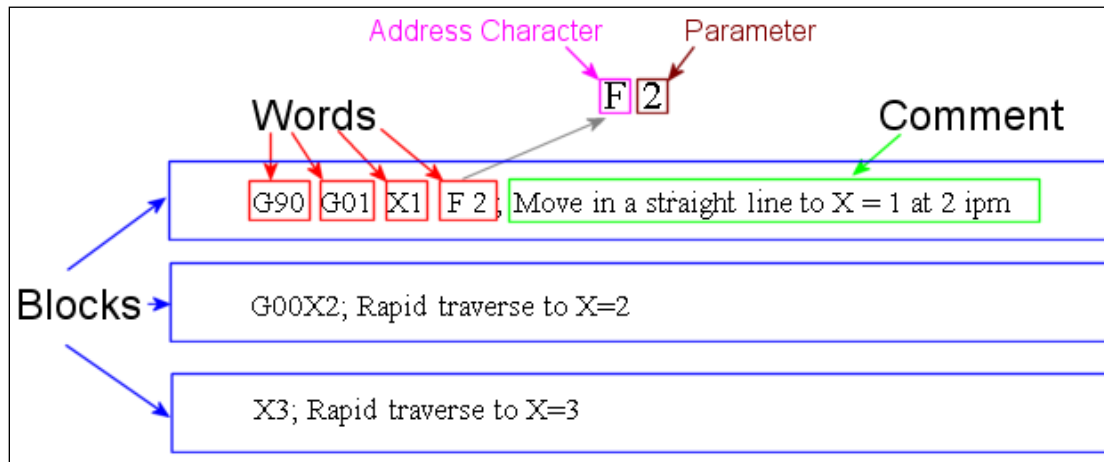 Address Character Parameter
F 2
Words Comment
G90 G01 X1 F 2; Move in a straight line to X = 1 at 2 ipm
Blocks
G00X2; Rapid traverse to X=2
X3; Rapid traverse to X=3